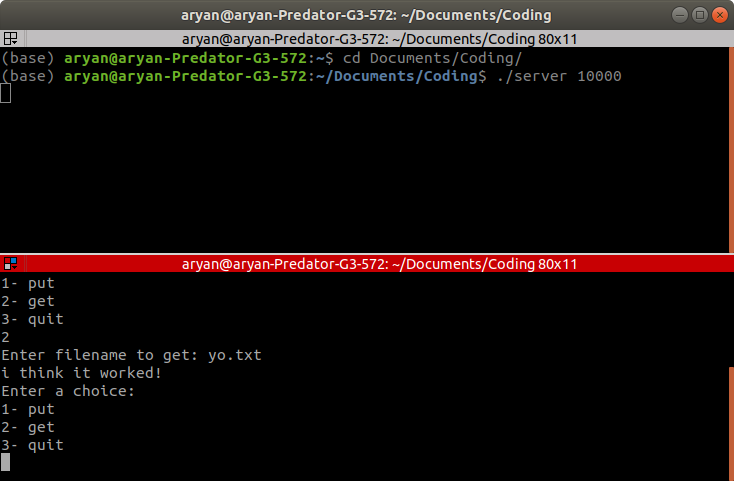 aryan@aryan-Predator-G3-572: ~/Documents/Coding
aryan@aryan-Predator-G3-572: ~/Documents/Coding 80x11
(base) aryan@aryan-Predator-G3-572:~$ cd Documents/Coding/
(base) aryan@aryan-Predator-G3-572:~/Documents/Coding$ ./server 10000
aryan@aryan-Predator-G3-572: ~/Documents/Coding 80x11
1- put
2- get
3- quit
2
Enter filename to get: yo.txt
i think it worked!
Enter a choice:
1- put
2- get
3- quit